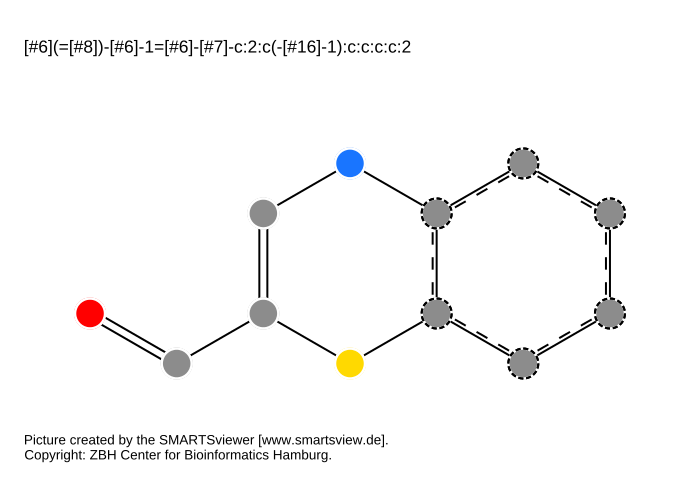 [#6](=[#8])-[#6]-1=[#6]-[#7]-c:2:c(-[#16]-1):c:c:c:c:2
Picture created by the SMARTSviewer [www.smartsview.de].
Copyright: ZBH Center for Bioinformatics Hamburg.